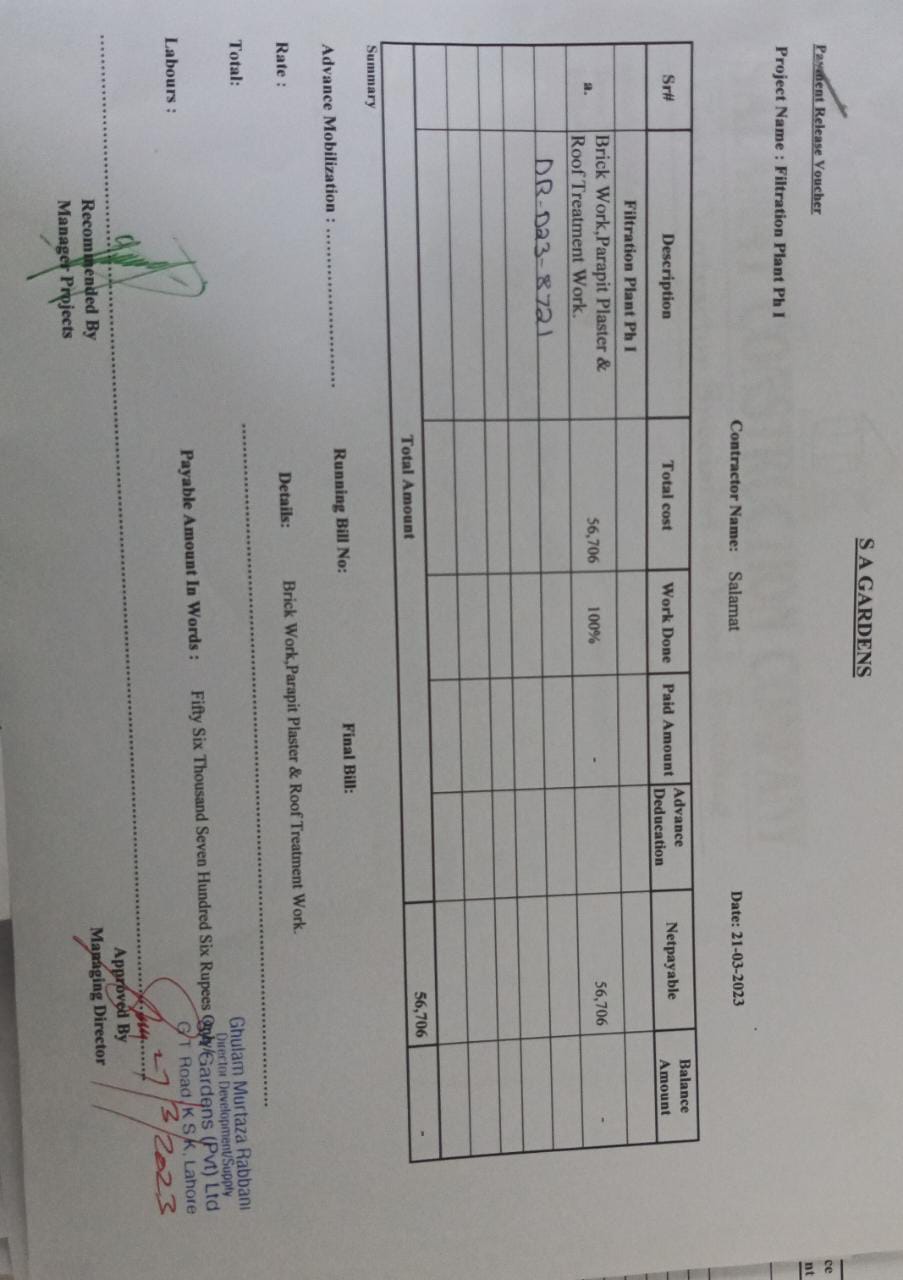 S A GARDENS
Payment Release Voucher
Project Name : Filtration Plant Ph I
Contractor Name: Salamat
Date: 21-03-2023
Sr# Description Total cost Work Done Paid Amount Advance Deducation Netpayable Balance Amount
Filtration Plant Ph I
a. Brick Work,Parapit Plaster & 56,706 100% - 56,706 -
Roof Treatment Work.
DR-D23-8721
Total Amount 56,706 -
Summary
Advance Mobilization : .................................
Running Bill No:
Final Bill:
Rate :
Details: Brick Work,Parapit Plaster & Roof Treatment Work.
Total:
Labours :
Payable Amount In Words : Fifty Six Thousand Seven Hundred Six Rupees Only/-
Ghulam Murtaza Rabbani
Director Development/Supply
SA Gardens (Pvt) Ltd
G T Road K S K, Lahore
27/3/2023
Recommended By
Manager Projects
Approved By
Managing Director
ce
nt